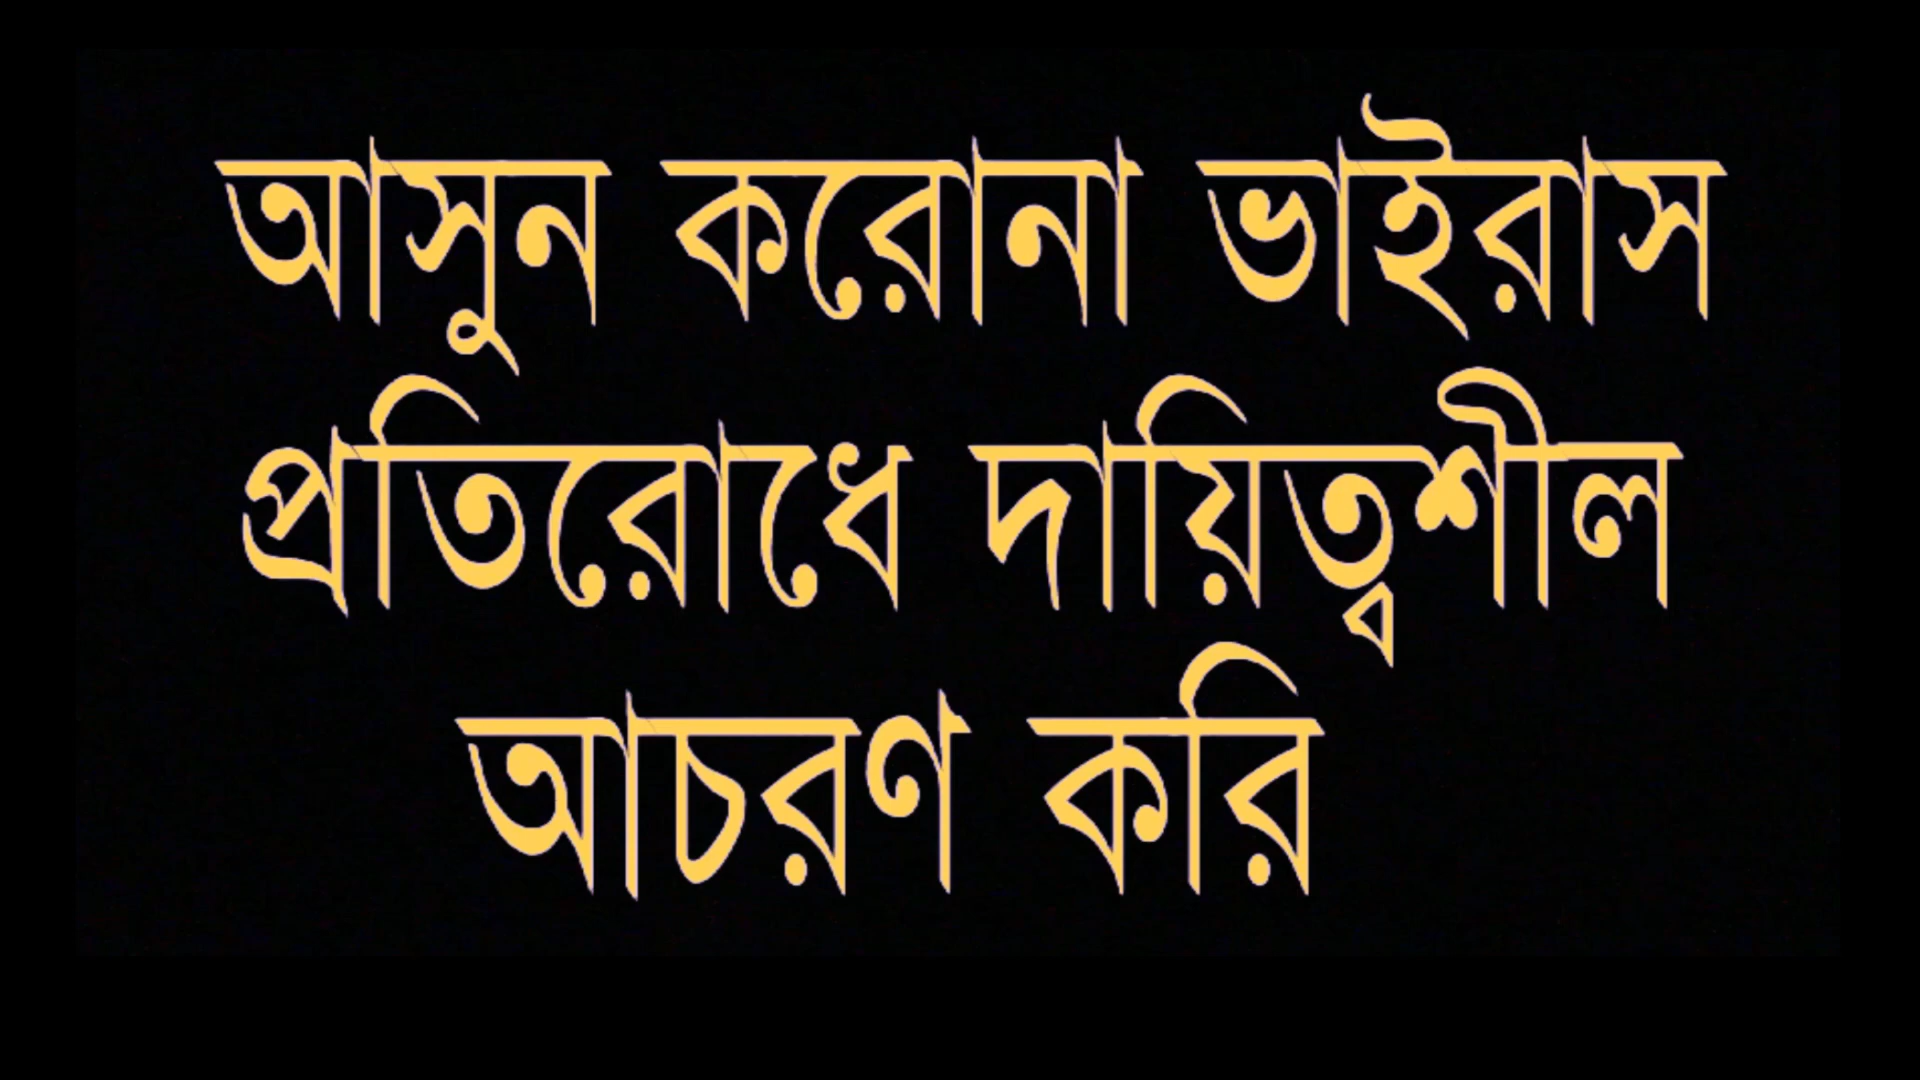 আসুন করোনা ভাইরাস
প্রতিরোধে দায়িত্বশীল
আচরণ করি